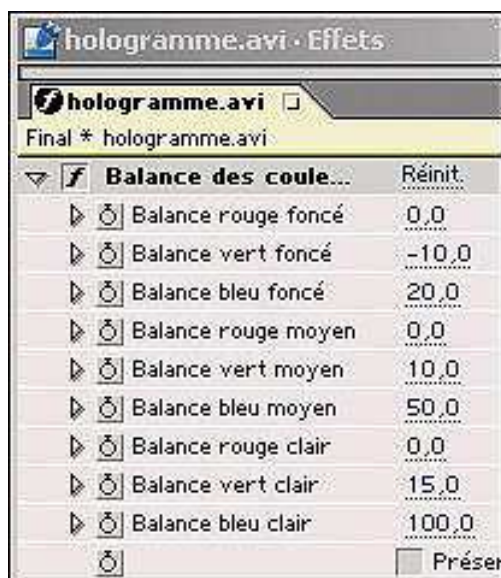 hologramme.avi · Effets
hologramme.avi
Final * hologramme.avi
Balance des coule... Réinit.
Balance rouge foncé 0,0
Balance vert foncé -10,0
Balance bleu foncé 20,0
Balance rouge moyen 0,0
Balance vert moyen 10,0
Balance bleu moyen 50,0
Balance rouge clair 0,0
Balance vert clair 15,0
Balance bleu clair 100,0
Préser